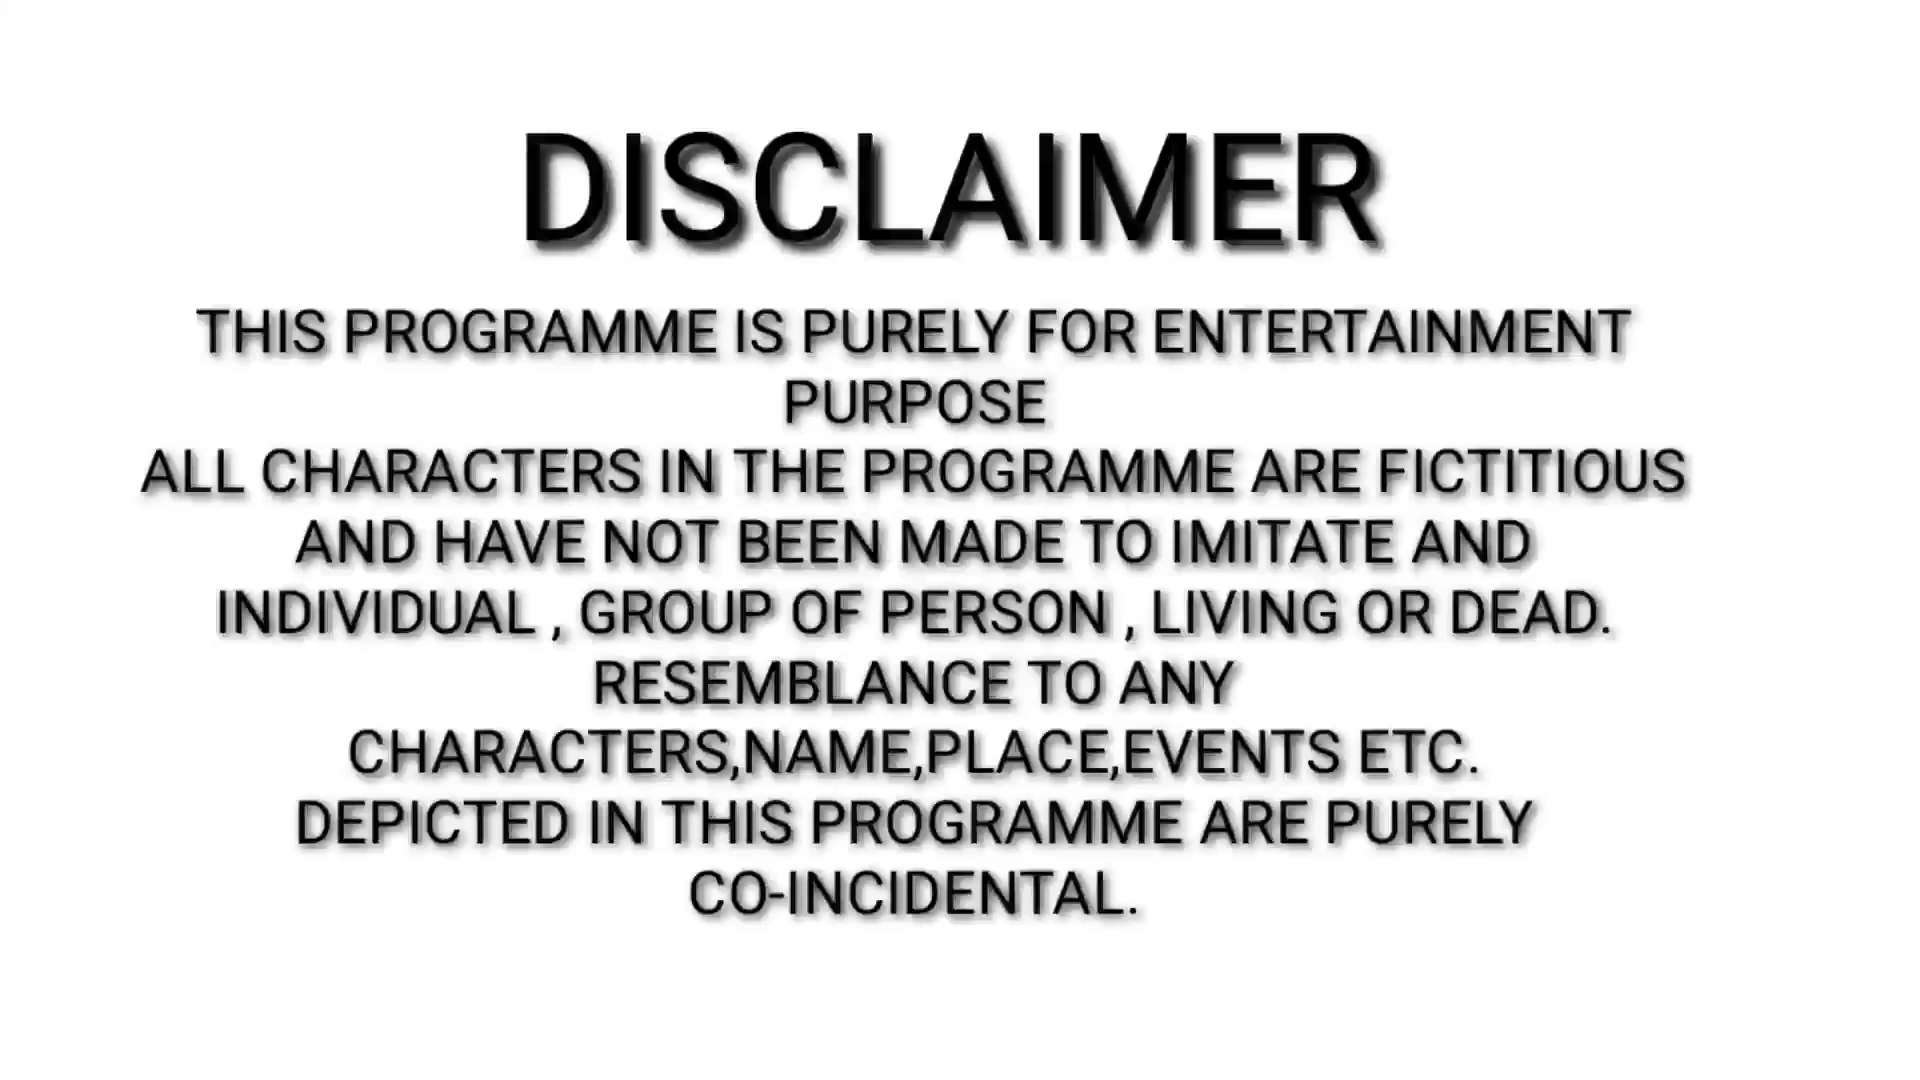 DISCLAIMER
THIS PROGRAMME IS PURELY FOR ENTERTAINMENT
PURPOSE
ALL CHARACTERS IN THE PROGRAMME ARE FICTITIOUS
AND HAVE NOT BEEN MADE TO IMITATE AND
INDIVIDUAL , GROUP OF PERSON , LIVING OR DEAD.
RESEMBLANCE TO ANY
CHARACTERS,NAME,PLACE,EVENTS ETC.
DEPICTED IN THIS PROGRAMME ARE PURELY
CO-INCIDENTAL.